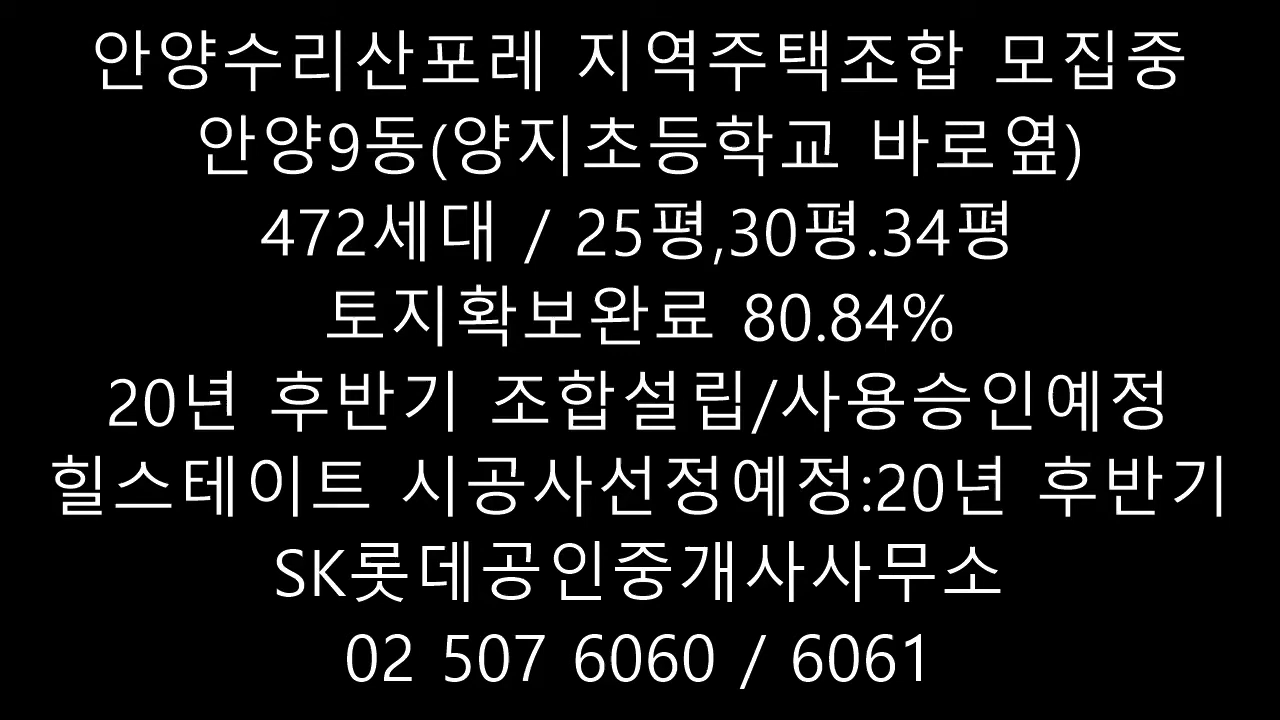 안양수리산포레 지역주택조합 모집중
안양9동(양지초등학교 바로옆)
472세대 / 25평,30평.34평
토지확보완료 80.84%
20년 후반기 조합설립/사용승인예정
힐스테이트 시공사선정예정:20년 후반기
SK롯데공인중개사사무소
02 507 6060 / 6061